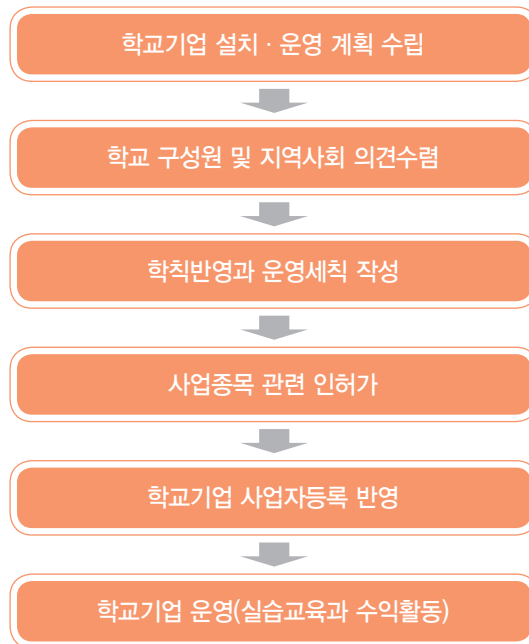 학교기업 설치 · 운영 계획 수립
학교 구성원 및 지역사회 의견수렴
학칙반영과 운영세칙 작성
사업종목 관련 인허가
학교기업 사업자등록 반영
학교기업 운영(실습교육과 수익활동)